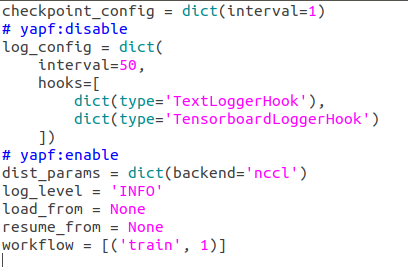 checkpoint_config = dict(interval=1)
# yapf:disable
log_config = dict(
    interval=50,
    hooks=[
        dict(type='TextLoggerHook'),
        dict(type='TensorboardLoggerHook')
    ])
# yapf:enable
dist_params = dict(backend='nccl')
log_level = 'INFO'
load_from = None
resume_from = None
workflow = [('train', 1)]